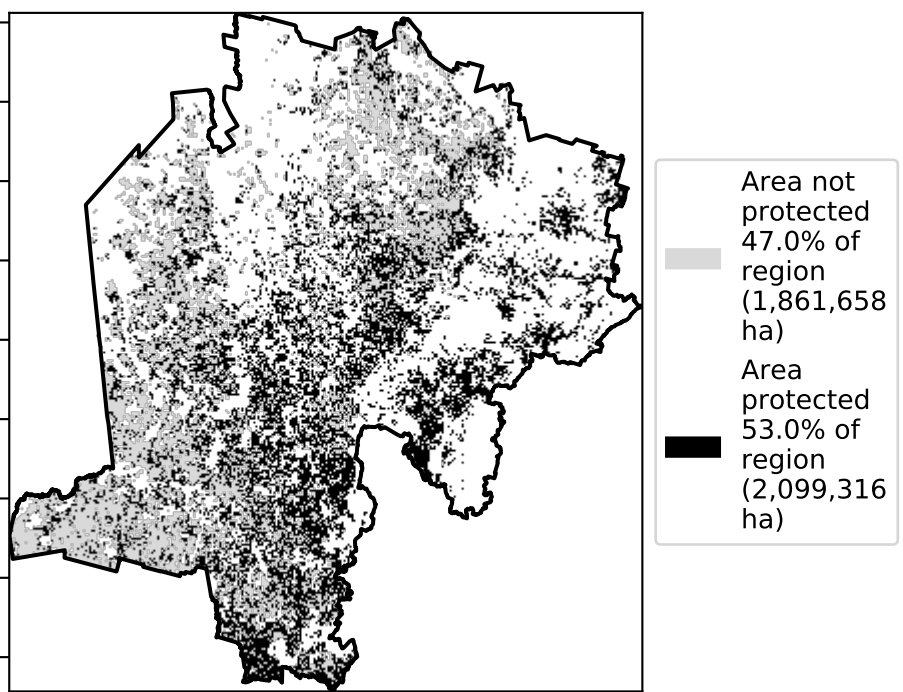 Area not
protected
47.0% of
region
(1,861,658
ha)
Area
protected
53.0% of
region
(2,099,316
ha)